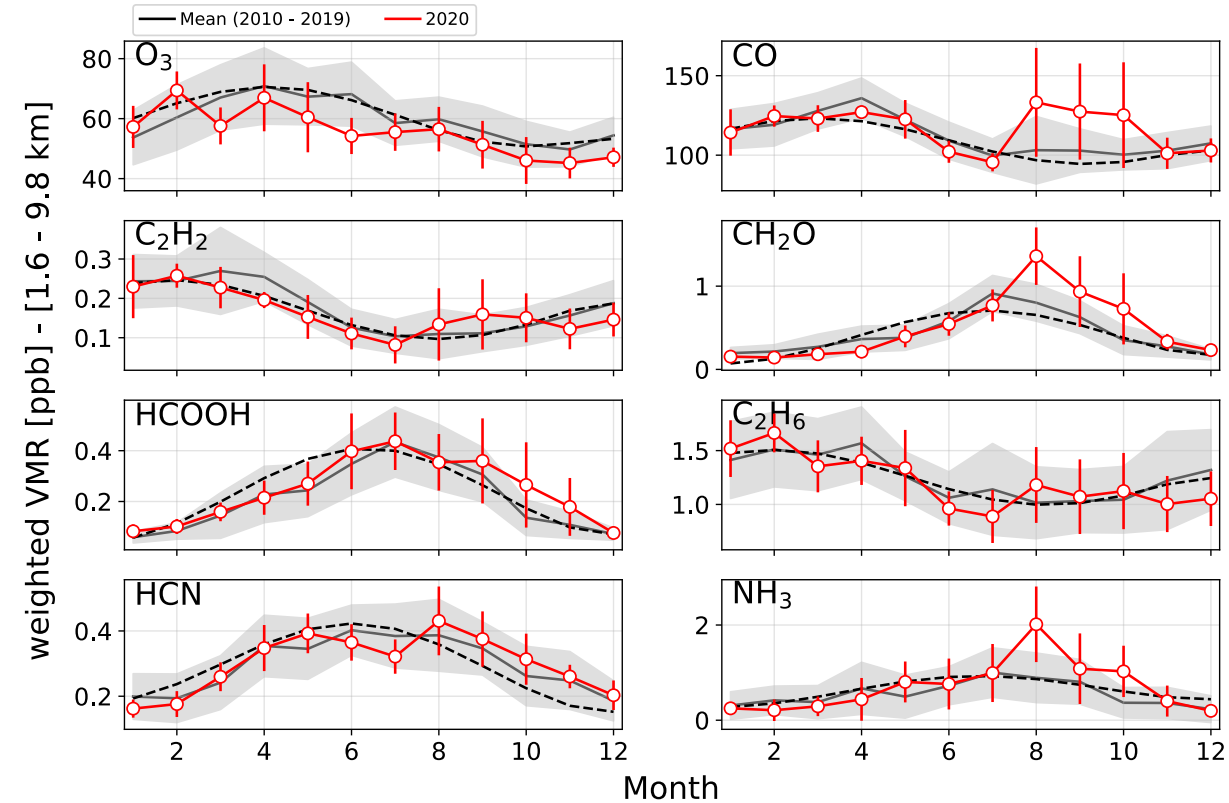 Mean (2010 - 2019) 2020
weighted VMR [ppb] - [1.6 - 9.8 km]
O₃
80
60
40
CO
150
100
C₂H₂
0.3
0.2
0.1
CH₂O
1
0
HCOOH
0.4
0.2
C₂H₆
1.5
1.0
HCN
0.4
0.2
2 4 6 8 10 12
NH₃
2
0
2 4 6 8 10 12
Month